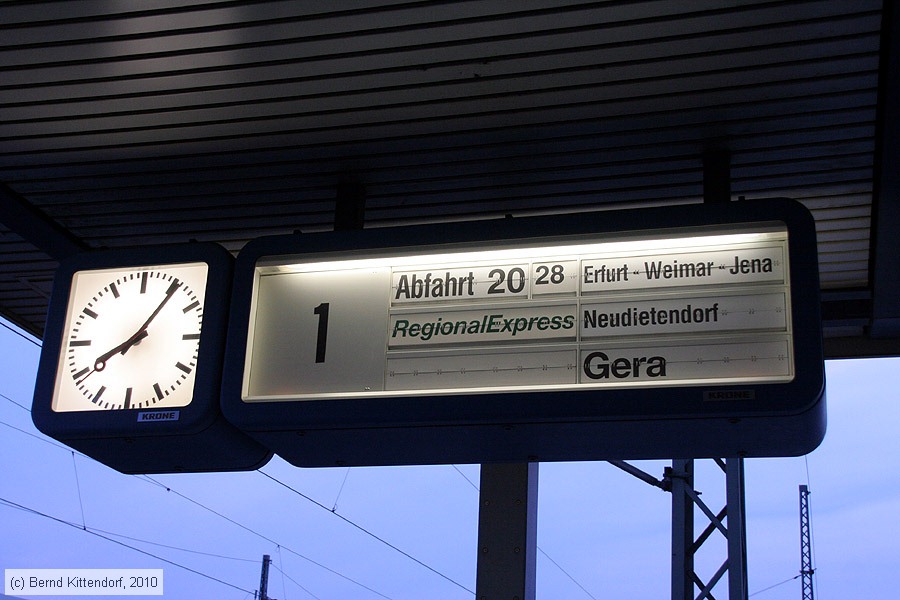 1
Abfahrt 20 28
Erfurt - Weimar - Jena
RegionalExpress
Neudietendorf
Gera
KRONE
KRONE
(c) Bernd Kittendorf, 2010